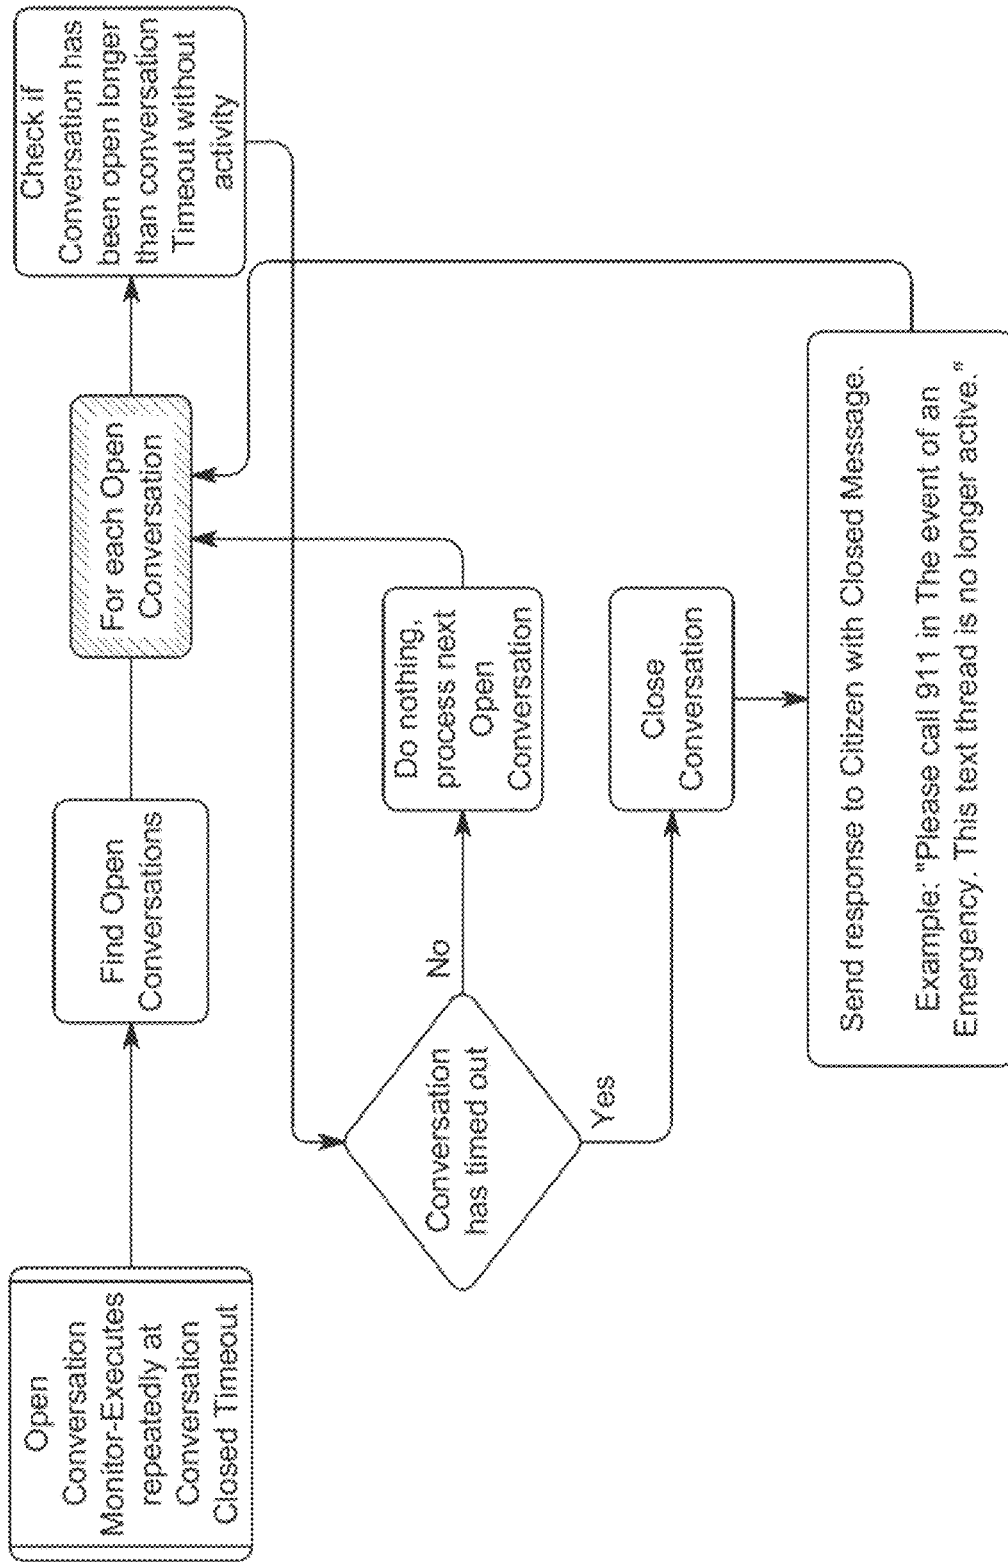 Open
Conversation
Monitor-Executes
repeatedly at
Conversation
Closed Timeout
Find Open
Conversations
For each Open
Conversation
Check if
Conversation has
been open longer
than conversation
Timeout without
activity
Conversation
has timed out
No
Yes
Do nothing,
process next
Open
Conversation
Close
Conversation
Send response to Citizen with Closed Message.
Example: "Please call 911 in The event of an
Emergency. This text thread is no longer active."